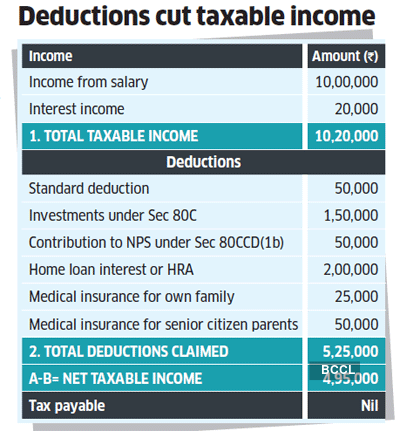 Deductions cut taxable income
Income Amount (₹)
Income from salary 10,00,000
Interest income 20,000
1. TOTAL TAXABLE INCOME 10,20,000
Deductions
Standard deduction 50,000
Investments under Sec 80C 1,50,000
Contribution to NPS under Sec 80CCD(1b) 50,000
Home loan interest or HRA 2,00,000
Medical insurance for own family 25,000
Medical insurance for senior citizen parents 50,000
2. TOTAL DEDUCTIONS CLAIMED 5,25,000
BCCL
A-B= NET TAXABLE INCOME 4,95,000
Tax payable Nil